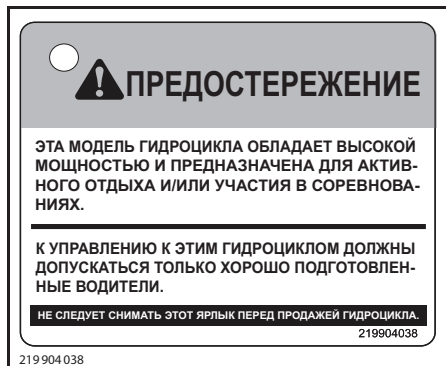 ПРЕДОСТЕРЕЖЕНИЕ
ЭТА МОДЕЛЬ ГИДРОЦИКЛА ОБЛАДАЕТ ВЫСОКОЙ
МОЩНОСТЬЮ И ПРЕДНАЗНАЧЕНА ДЛЯ АКТИВ-
НОГО ОТДЫХА И/ИЛИ УЧАСТИЯ В СОРЕВНОВА-
НИЯХ.
К УПРАВЛЕНИЮ К ЭТИМ ГИДРОЦИКЛОМ ДОЛЖНЫ
ДОПУСКАТЬСЯ ТОЛЬКО ХОРОШО ПОДГОТОВЛЕН-
НЫЕ ВОДИТЕЛИ.
НЕ СЛЕДУЕТ СНИМАТЬ ЭТОТ ЯРЛЫК ПЕРЕД ПРОДАЖЕЙ ГИДРОЦИКЛА.
219904038
219 904 038